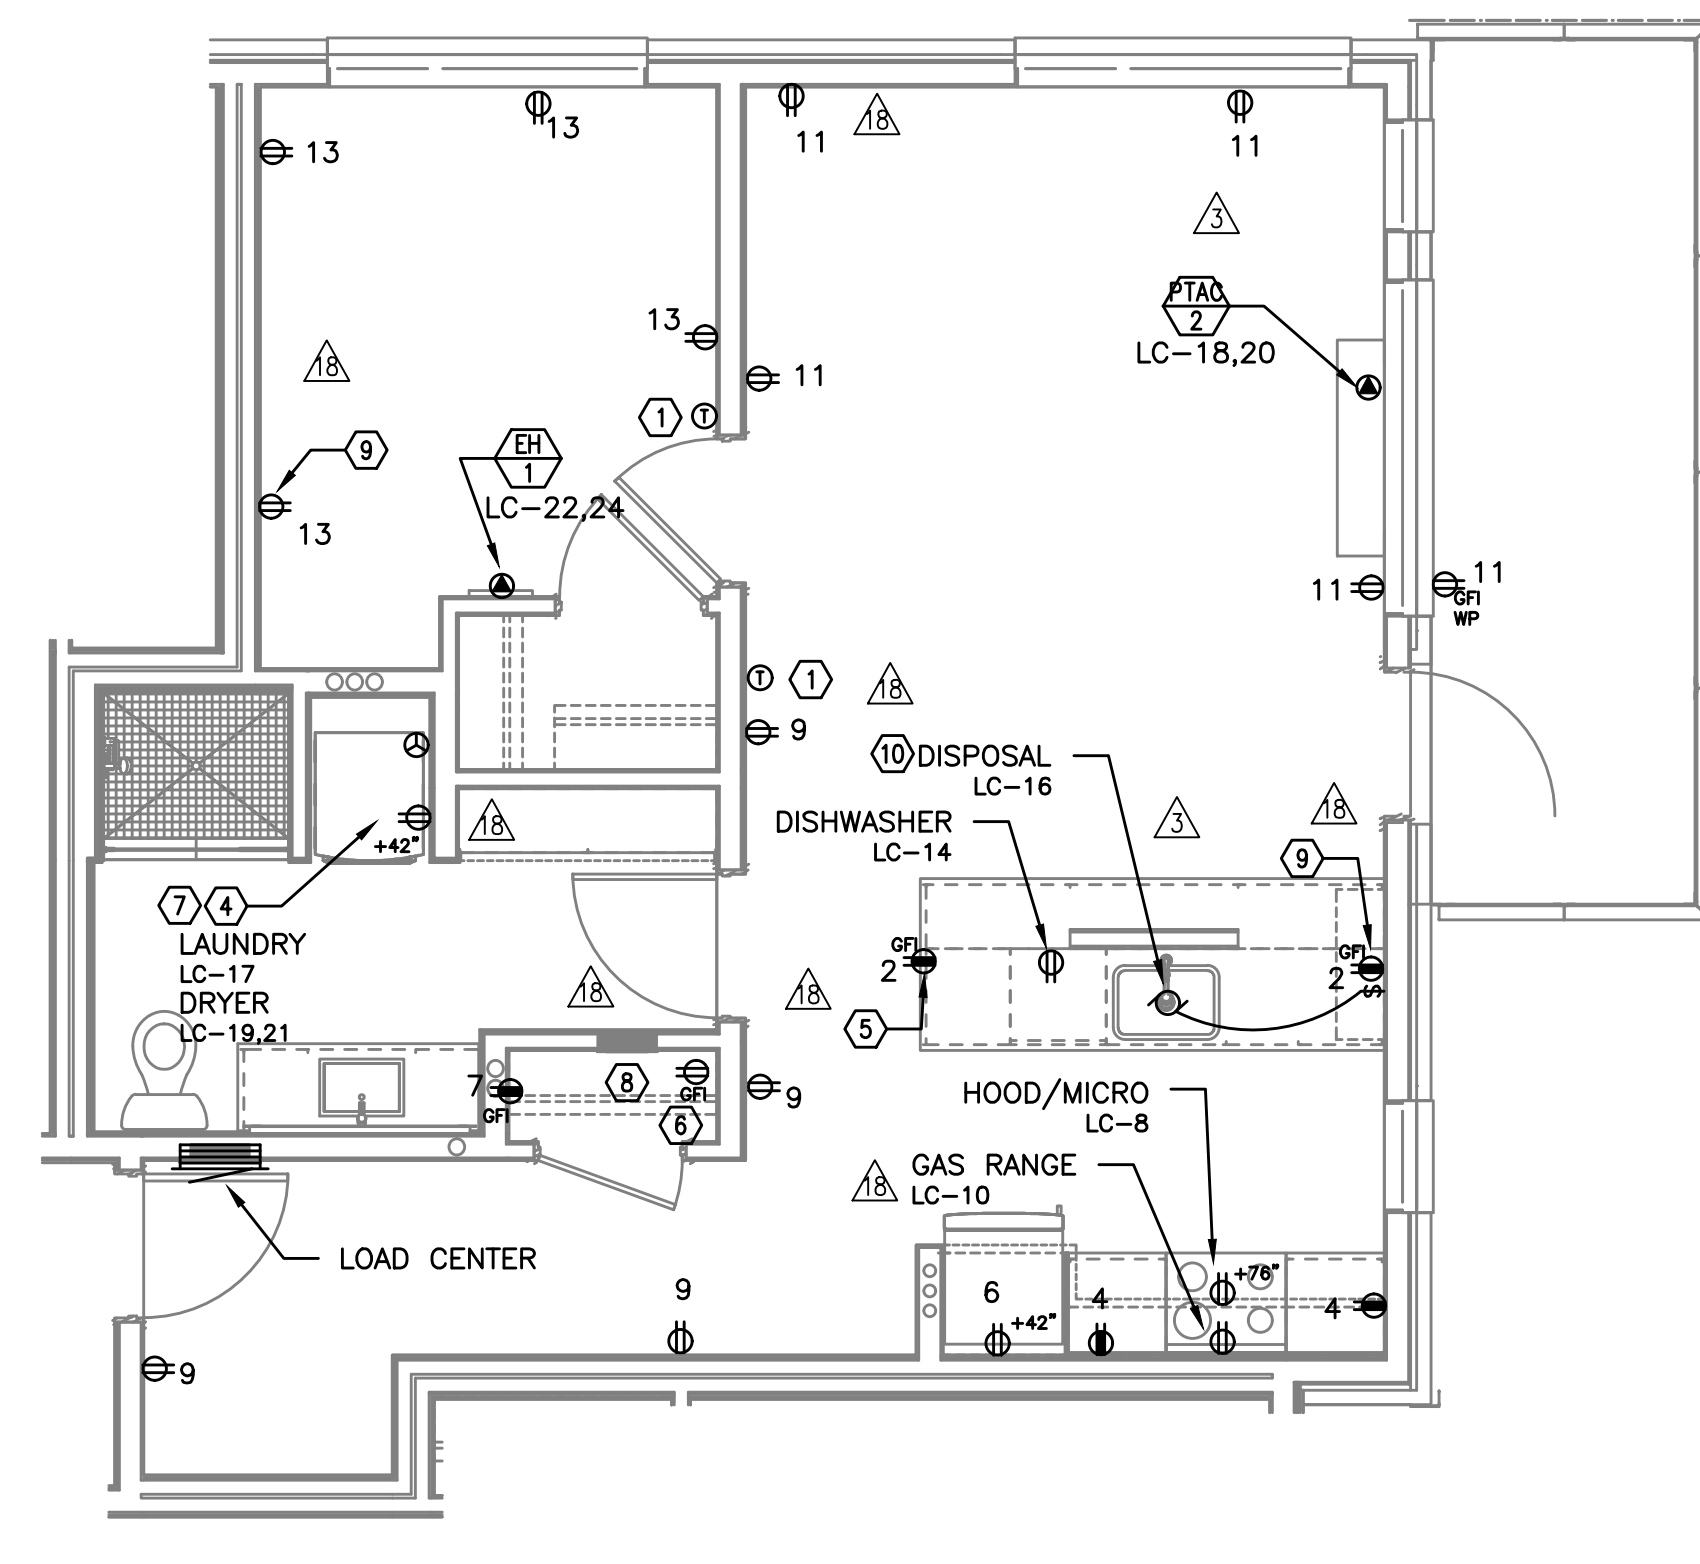 13
11
18
11
13
3
PTAC
2
LC-18,20
13
11
18
1 T
9
EH
1
LC-22,24
13
11
11
GFI
WP
T 1
18
9
10 DISPOSAL
LC-16
DISHWASHER
LC-14
18
3
18
+42"
9
7 4
LAUNDRY
LC-17
DRYER
LC-19,21
GFI
2
GFI
2
S
18
18
5
7
GFI
8
GFI
6
9
HOOD/MICRO
LC-8
18
GAS RANGE
LC-10
LOAD CENTER
9
6
+42"
4
+76"
4
9